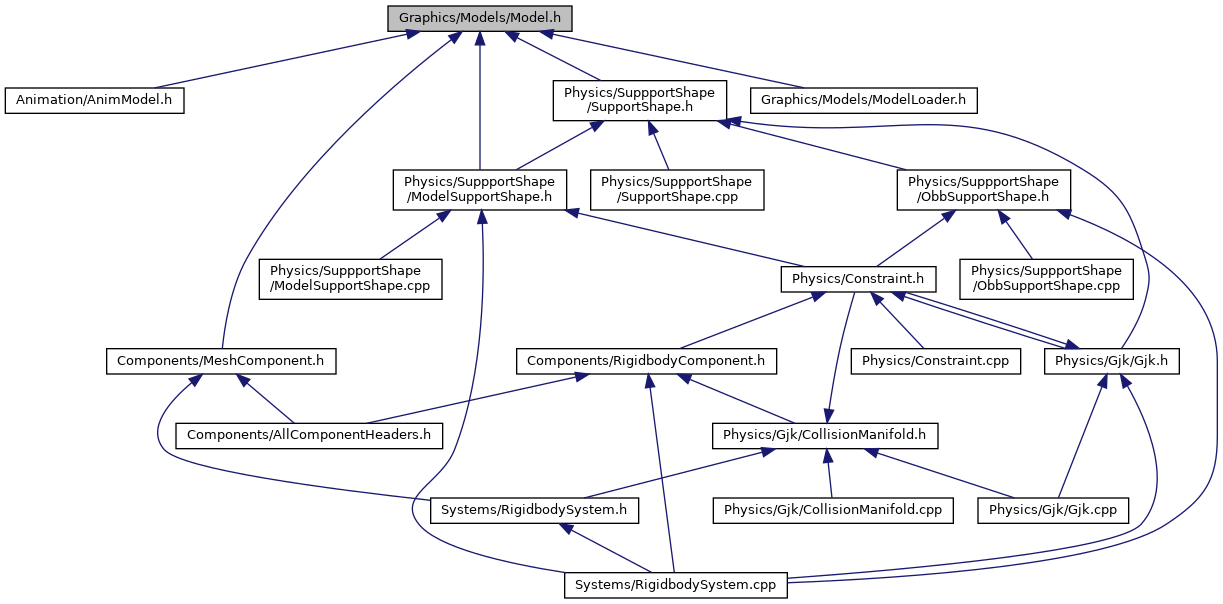 Graphics/Models/Model.h
Animation/AnimModel.h
Physics/SuppportShape
/SupportShape.h
Graphics/Models/ModelLoader.h
Physics/SuppportShape
/ModelSupportShape.h
Physics/SuppportShape
/SupportShape.cpp
Physics/SuppportShape
/ObbSupportShape.h
Physics/SuppportShape
/ModelSupportShape.cpp
Physics/Constraint.h
Physics/SuppportShape
/ObbSupportShape.cpp
Components/MeshComponent.h
Components/RigidbodyComponent.h
Physics/Constraint.cpp
Physics/Gjk/Gjk.h
Components/AllComponentHeaders.h
Physics/Gjk/CollisionManifold.h
Systems/RigidbodySystem.h
Physics/Gjk/CollisionManifold.cpp
Physics/Gjk/Gjk.cpp
Systems/RigidbodySystem.cpp